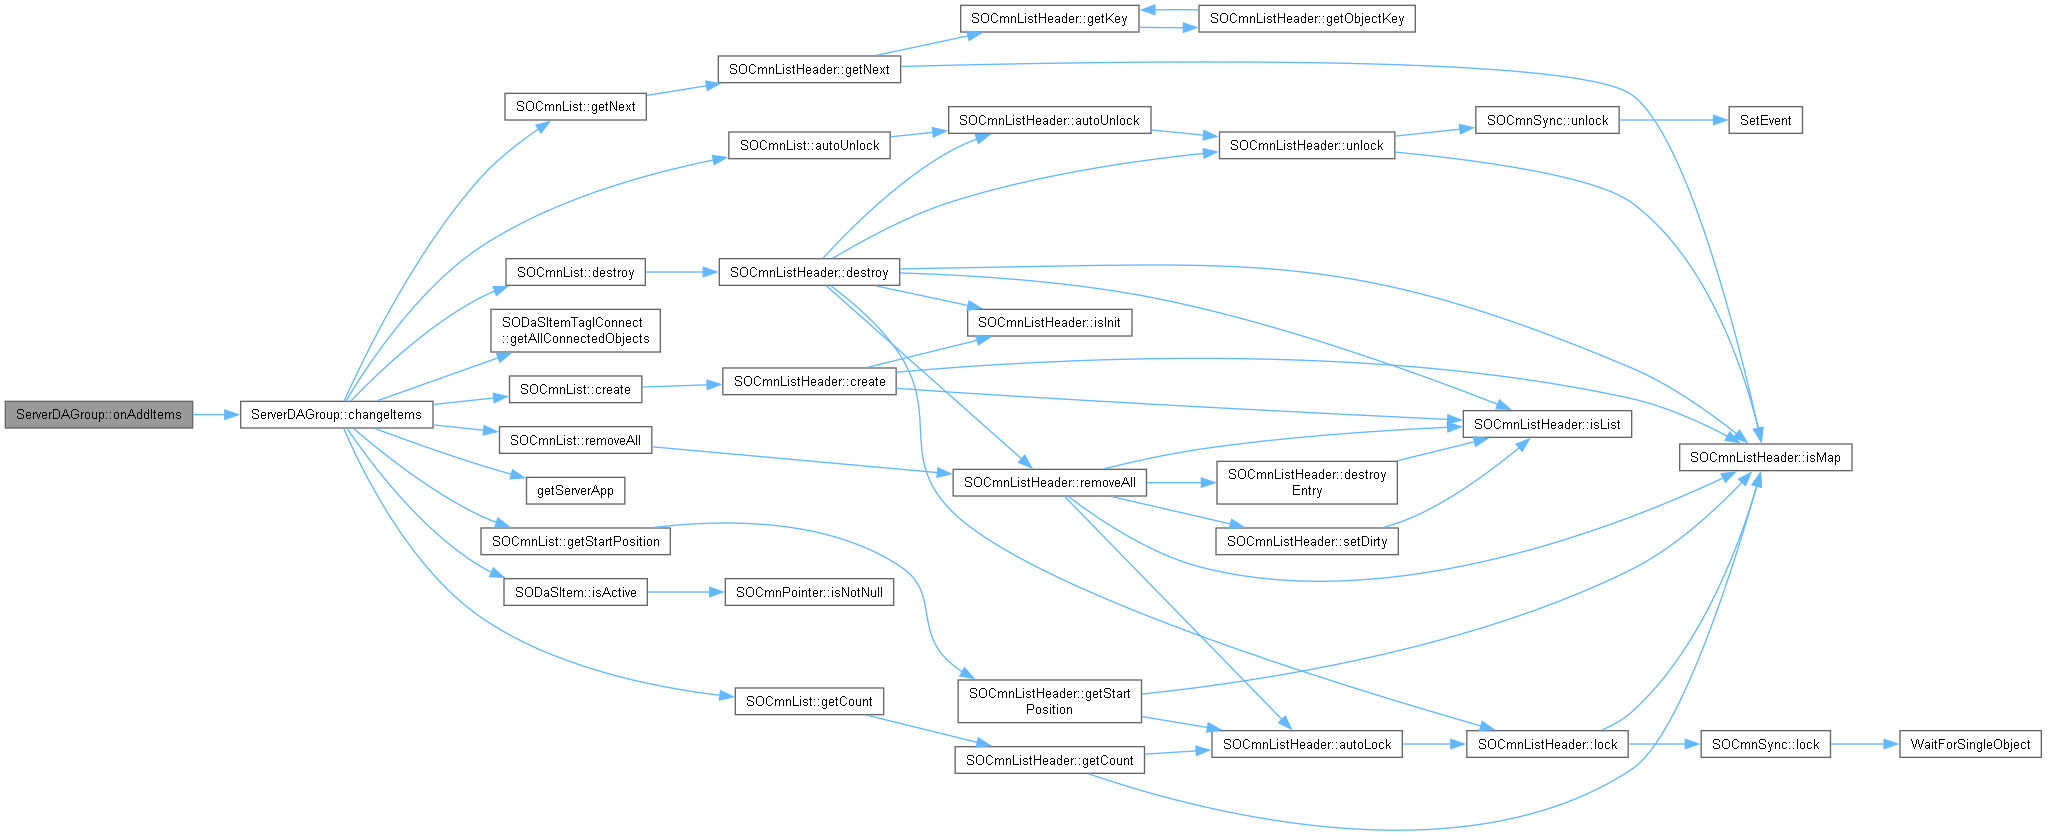 ServerDAGroup::onAddItems
ServerDAGroup::changeItems
SOCmnList::getNext
SOCmnListHeader::getNext
SOCmnListHeader::getKey
SOCmnListHeader::getObjectKey
SOCmnList::autoUnlock
SOCmnListHeader::autoUnlock
SOCmnListHeader::unlock
SOCmnSync::unlock
SetEvent
SOCmnList::destroy
SOCmnListHeader::destroy
SOCmnListHeader::isInit
SODaSItemTagIConnect
::getAllConnectedObjects
SOCmnList::create
SOCmnListHeader::create
SOCmnListHeader::isList
SOCmnListHeader::isMap
SOCmnList::removeAll
SOCmnListHeader::removeAll
SOCmnListHeader::destroy
Entry
getServerApp
SOCmnList::getStartPosition
SOCmnListHeader::setDirty
SODaSItem::isActive
SOCmnPointer::isNotNull
SOCmnList::getCount
SOCmnListHeader::getStart
Position
SOCmnListHeader::getCount
SOCmnListHeader::autoLock
SOCmnListHeader::lock
SOCmnSync::lock
WaitForSingleObject